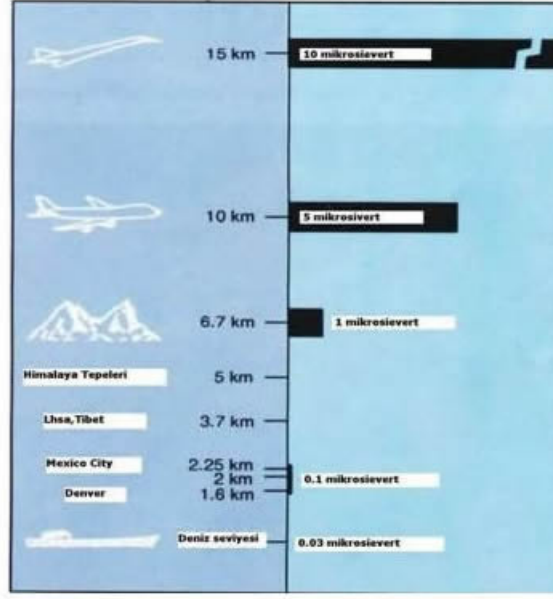 15 km 10 mikrosievert
10 km 5 mikrosivert
6.7 km 1 mikrosievert
Himalaya Tepeleri 5 km
Lhsa,Tibet 3.7 km
Mexico City 2.25 km
2 km 0.1 mikrosievert
Denver 1.6 km
Deniz seviyesi 0.03 mikrosievert